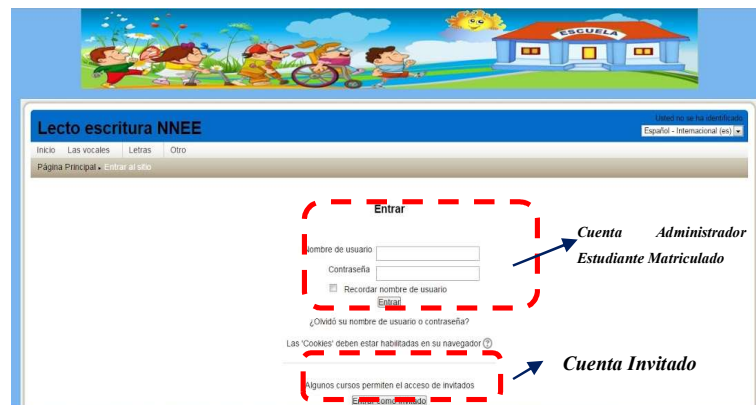 ESCUELA
Lecto escritura NNEE
Usted no se ha identificado
Español - Internacional (es)
Inicio Las vocales Letras Otro
Página Principal Entrar al sitio
Entrar
Nombre de usuario
Contraseña
Recordar nombre de usuario
Entrar
¿Olvidó su nombre de usuario o contraseña?
Las 'Cookies' deben estar habilitadas en su navegador
Algunos cursos permiten el acceso de invitados
Entrar como invitado
Cuenta Administrador
Estudiante Matriculado
Cuenta Invitado